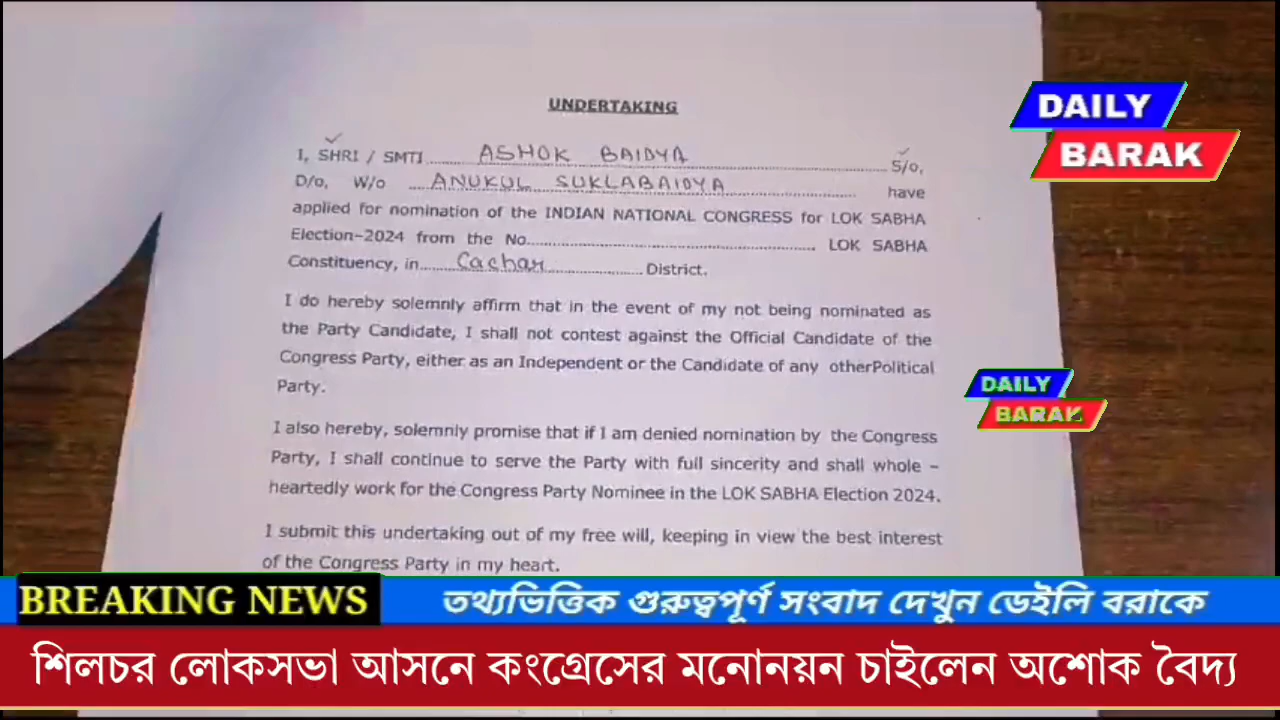 UNDERTAKING
I, SHRI / SMTI ASHOK BAIDYA S/o,
D/o, W/o ANUKUL SUKLABAIDYA have
applied for nomination of the INDIAN NATIONAL CONGRESS for LOK SABHA
Election-2024 from the No. LOK SABHA
Constituency, in Cachar District.
I do hereby solemnly affirm that in the event of my not being nominated as
the Party Candidate, I shall not contest against the Official Candidate of the
Congress Party, either as an Independent or the Candidate of any otherPolitical
Party.
I also hereby, solemnly promise that if I am denied nomination by the Congress
Party, I shall continue to serve the Party with full sincerity and shall whole –
heartedly work for the Congress Party Nominee in the LOK SABHA Election 2024.
I submit this undertaking out of my free will, keeping in view the best interest
of the Congress Party in my heart.
DAILY
BARAK
DAILY
BARAK
BREAKING NEWS
তথ্যভিত্তিক গুরুত্বপূর্ণ সংবাদ দেখুন ডেইলি বরাকে
শিলচর লোকসভা আসনে কংগ্রেসের মনোনয়ন চাইলেন অশোক বৈদ্য